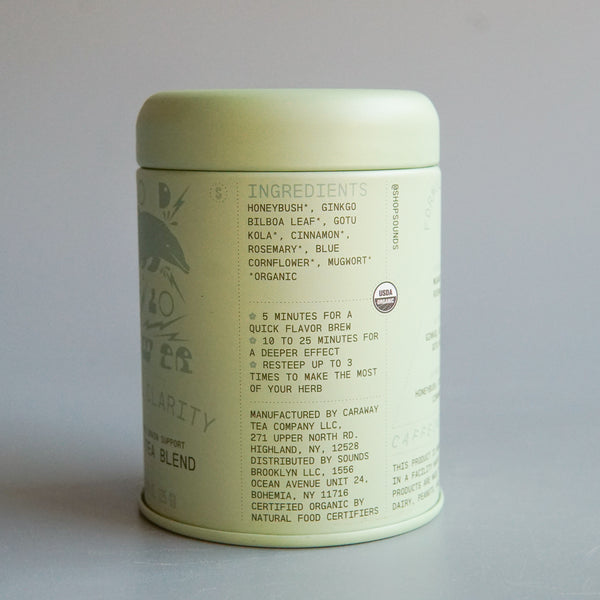 CLARITY
SUPPORT
TEA BLEND
INGREDIENTS
HONEYBUSH*, GINKGO
BILBOA LEAF*, GOTU
KOLA*, CINNAMON*,
ROSEMARY*, BLUE
CORNFLOWER*, MUGWORT*
*ORGANIC
@SHOPSOUNDS
USDA
ORGANIC
5 MINUTES FOR A
QUICK FLAVOR BREW
10 TO 25 MINUTES FOR
A DEEPER EFFECT
RESTEEP UP TO 3
TIMES TO MAKE THE MOST
OF YOUR HERB
MANUFACTURED BY CARAWAY
TEA COMPANY LLC,
271 UPPER NORTH RD.
HIGHLAND, NY, 12528
DISTRIBUTED BY SOUNDS
BROOKLYN LLC, 1556
OCEAN AVENUE UNIT 24,
BOHEMIA, NY 11716
CERTIFIED ORGANIC BY
NATURAL FOOD CERTIFIERS
THIS PRODUCT
IN A FACILITY
PRODUCTS ARE
DAIRY,